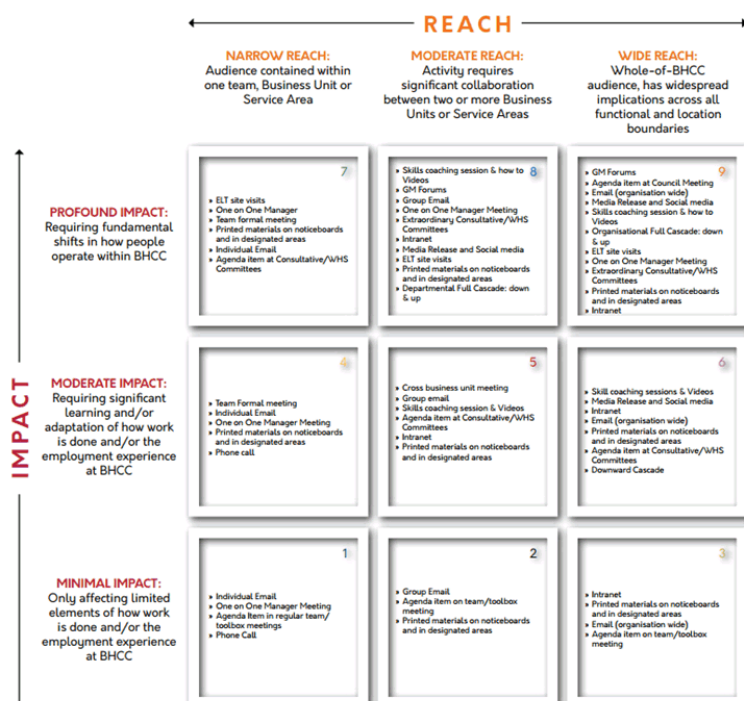 REACH
NARROW REACH:
Audience contained within
one team, Business Unit or
Service Area
MODERATE REACH:
Activity requires
significant collaboration
between two or more Business
Units or Service Areas
WIDE REACH:
Whole-of-BHCC
audience, has widespread
implications across all
functional and location
boundaries
IMPACT
PROFOUND IMPACT:
Requiring fundamental
shifts in how people
operate within BHCC
7
» ELT site visits
» One on One Manager
» Team formal meeting
» Printed materials on noticeboards
and in designated areas
» Individual Email
» Agenda item at Consultative/WHS
Committees
8
» Skills coaching session & how to
Videos
» GM Forums
» Group Email
» One on One Manager Meeting
» Extraordinary Consultative/WHS
Committees
» Intranet
» Media Release and Social media
» ELT site visits
» Printed materials on noticeboards
and in designated areas
» Departmental Full Cascade: down
& up
9
» GM Forums
» Agenda item at Council Meeting
» Email (organisation wide)
» Media Release and Social media
» Skills coaching session & how to
Videos
» Organisational Full Cascade: down
& up
» ELT site visits
» One on One Manager Meeting
» Extraordinary Consultative/WHS
Committees
» Printed materials on noticeboards
and in designated areas
» Intranet
MODERATE IMPACT:
Requiring significant
learning and/or
adaptation of how work
is done and/or the
employment experience
at BHCC
4
» Team Formal meeting
» Individual Email
» One on One Manager Meeting
» Printed materials on noticeboards
and in designated areas
» Phone call
5
» Cross business unit meeting
» Group email
» Skills coaching session & Videos
» Agenda item at Consultative/WHS
Committees
» Intranet
» Printed materials on noticeboards
and in designated areas
6
» Skill coaching sessions & Videos
» Media Release and Social media
» Intranet
» Email (organisation wide)
» Printed materials on noticeboards
and in designated areas
» Agenda item at Consultative/WHS
Committees
» Downward Cascade
MINIMAL IMPACT:
Only affecting limited
elements of how work is
done and/or the
employment experience
at BHCC
1
» Individual Email
» One on One Manager Meeting
» Agenda Item in regular team/
toolbox meetings
» Phone Call
2
» Group Email
» Agenda item on team/toolbox
meeting
» Printed materials on noticeboards
and in designated areas
3
» Intranet
» Printed materials on noticeboards
and in designated areas
» Email (organisation wide)
» Agenda item on team/toolbox
meeting